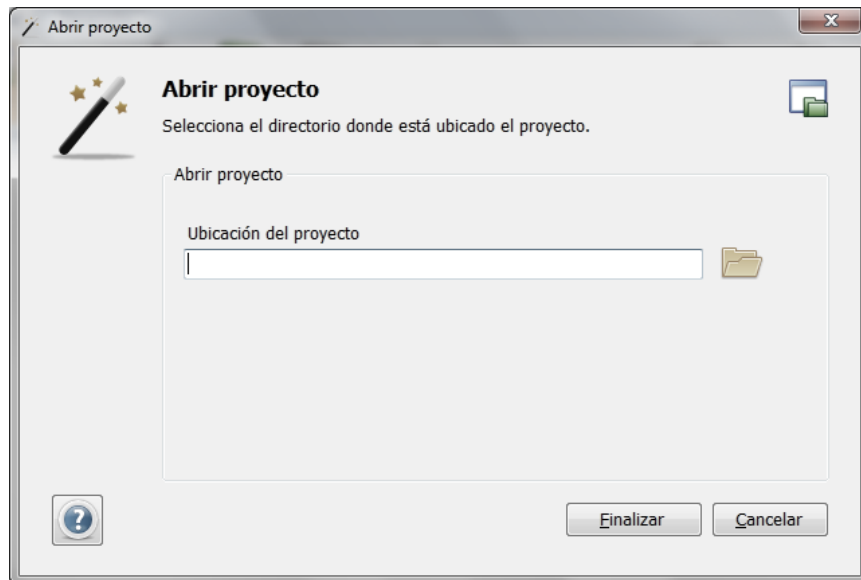 Abrir proyecto
Abrir proyecto
Selecciona el directorio donde está ubicado el proyecto.
Abrir proyecto
Ubicación del proyecto
Finalizar
Cancelar